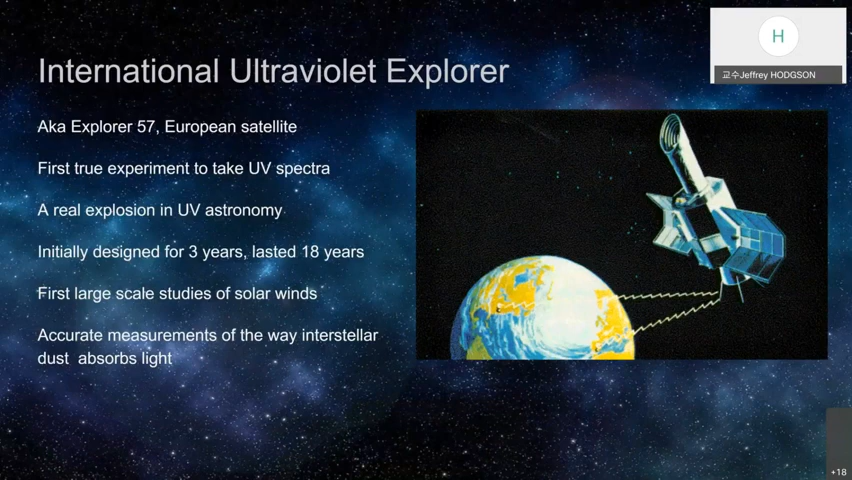 International Ultraviolet Explorer
H
교수Jeffrey HODGSON
Aka Explorer 57, European satellite
First true experiment to take UV spectra
A real explosion in UV astronomy
Initially designed for 3 years, lasted 18 years
First large scale studies of solar winds
Accurate measurements of the way interstellar
dust absorbs light
+18